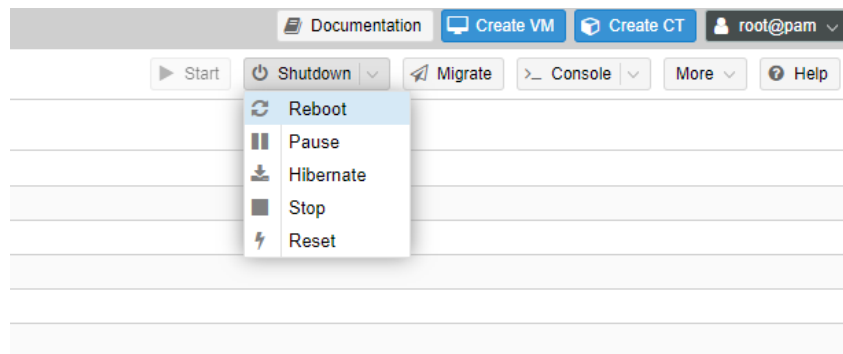 Documentation Create VM Create CT root@pam
Start Shutdown Migrate >_ Console More Help
Reboot
Pause
Hibernate
Stop
Reset